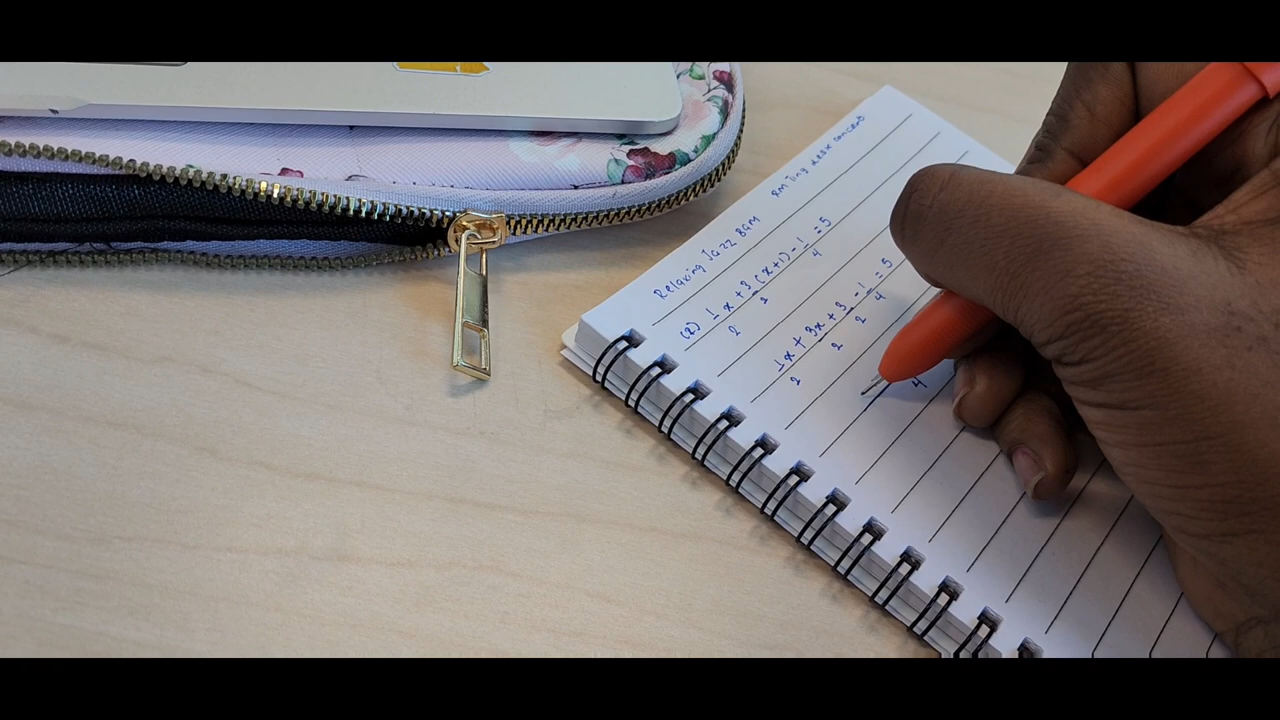 Relaxing Jazz BGM
(2) 1/2 x + 3/2 (x+1) - 1/4 = 5
1/2 x + 3x/2 + 3/2 - 1/4 = 5
4